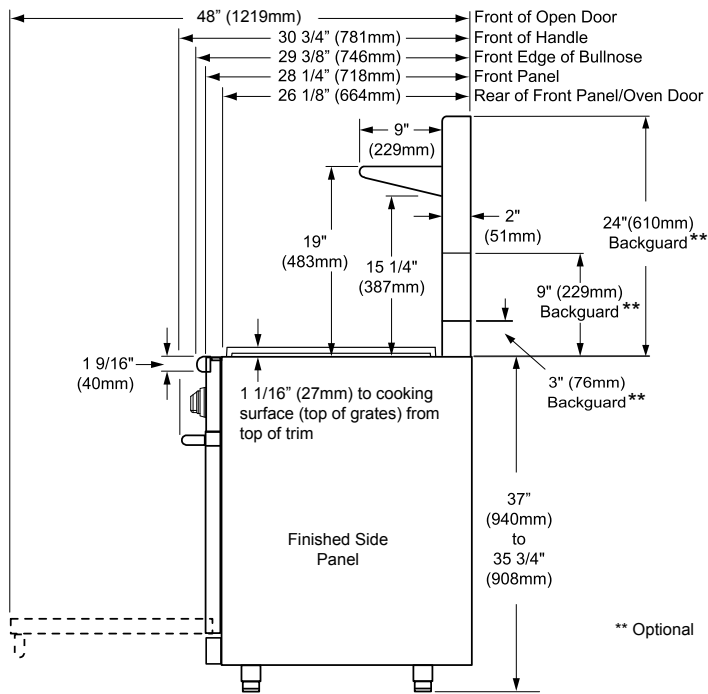 48” (1219mm) Front of Open Door
30 3/4” (781mm) Front of Handle
29 3/8” (746mm) Front Edge of Bullnose
28 1/4” (718mm) Front Panel
26 1/8” (664mm) Rear of Front Panel/Oven Door
9"
(229mm)
2"
(51mm)
24"(610mm)
Backguard**
19"
(483mm)
15 1/4"
(387mm)
9" (229mm)
Backguard**
1 9/16"
(40mm)
3" (76mm)
Backguard**
1 1/16” (27mm) to cooking
surface (top of grates) from
top of trim
37”
(940mm)
to
35 3/4"
(908mm)
Finished Side
Panel
** Optional